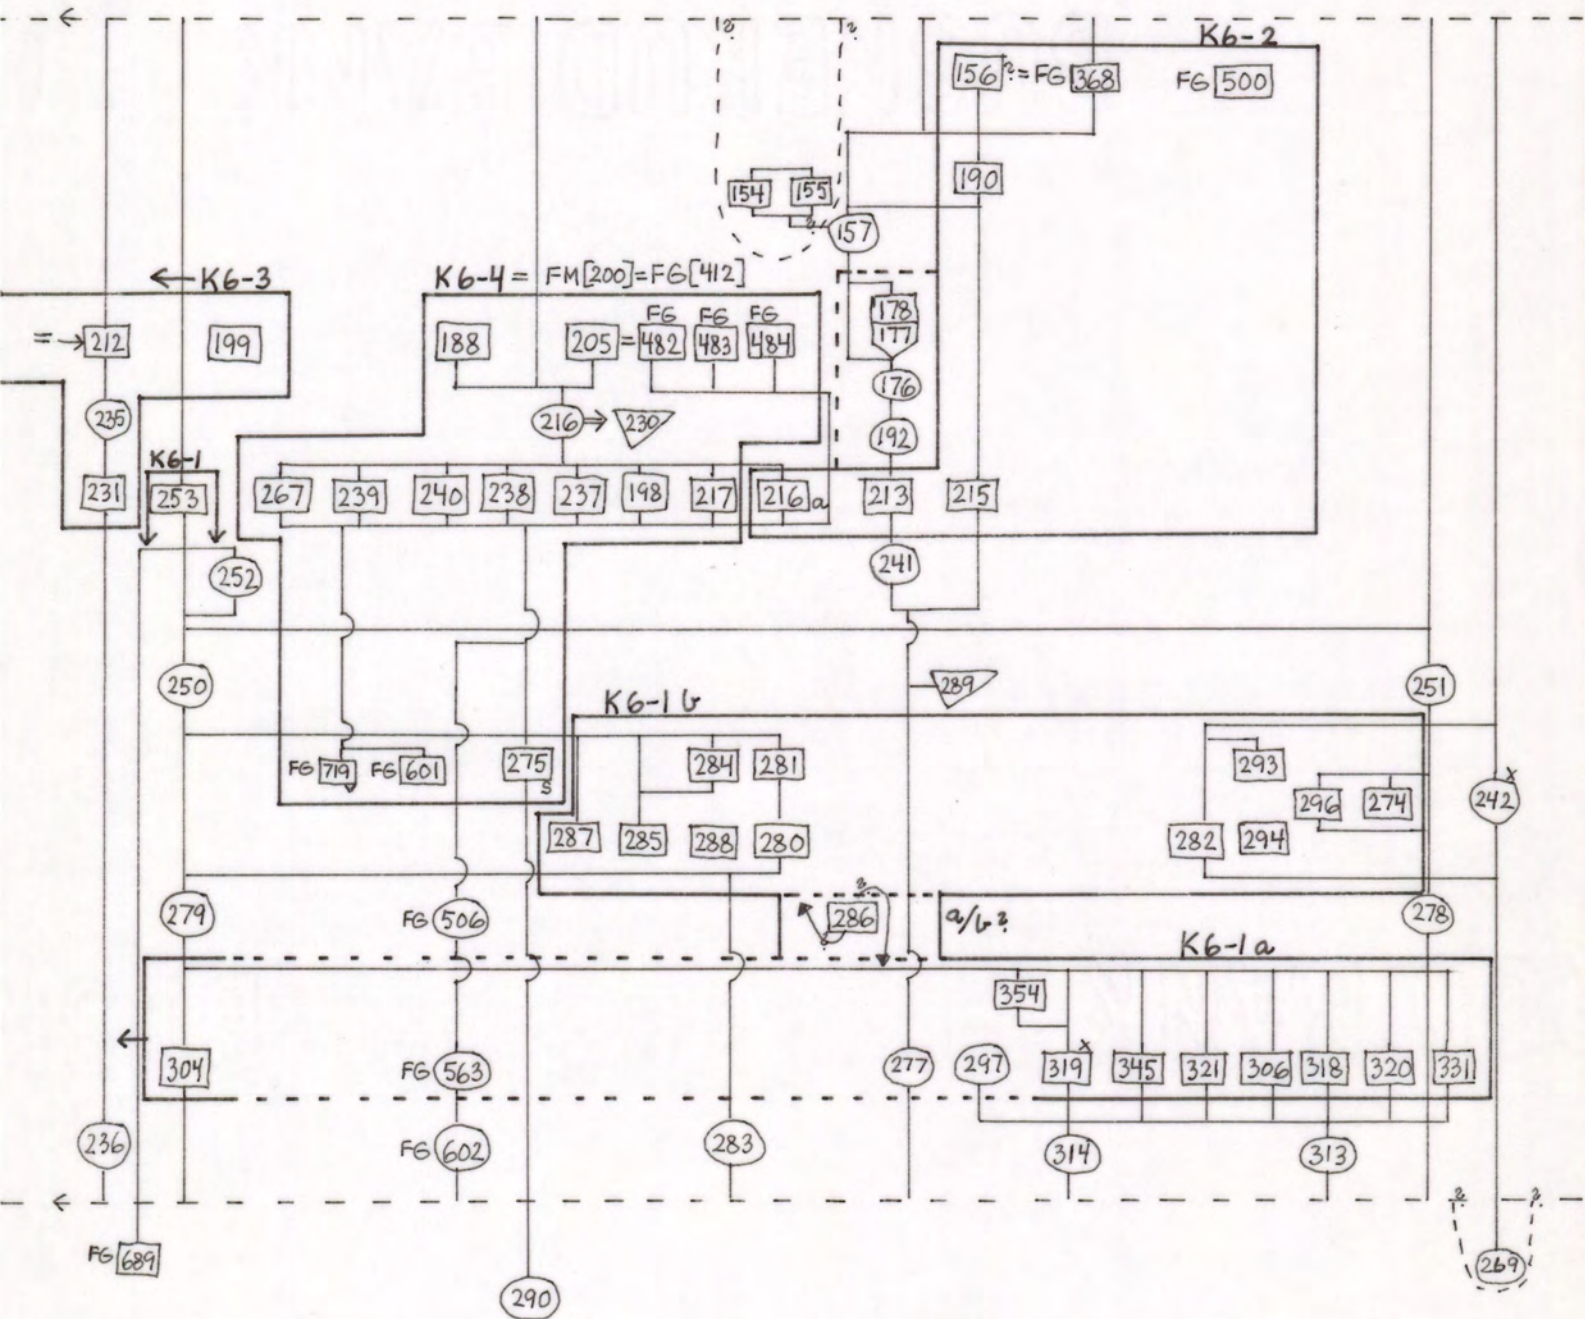 ? ?
K6-2
156 ? = FG 368 FG 500
154 155 190
? 157
← K6-3 K6-4 = FM[200]=FG[412]
178
FG FG FG
= → 212 199 188 205 = 482 483 484 177
176
235 216 ⇒ 230 192
K6-1
231 253 267 239 240 238 237 198 217 216 a 213 215
252 241
250 289 251
K6-1 b
FG 719 FG 601 275 284 281 293
s x
296 274 242
287 285 288 280 282 294
?
279 FG 506 286 a/b? 278
?
K6-1a
354
x
304 FG 563 277 297 319 345 321 306 318 320 331
236 FG 602 283 314 313
? ?
FG 689 269
290